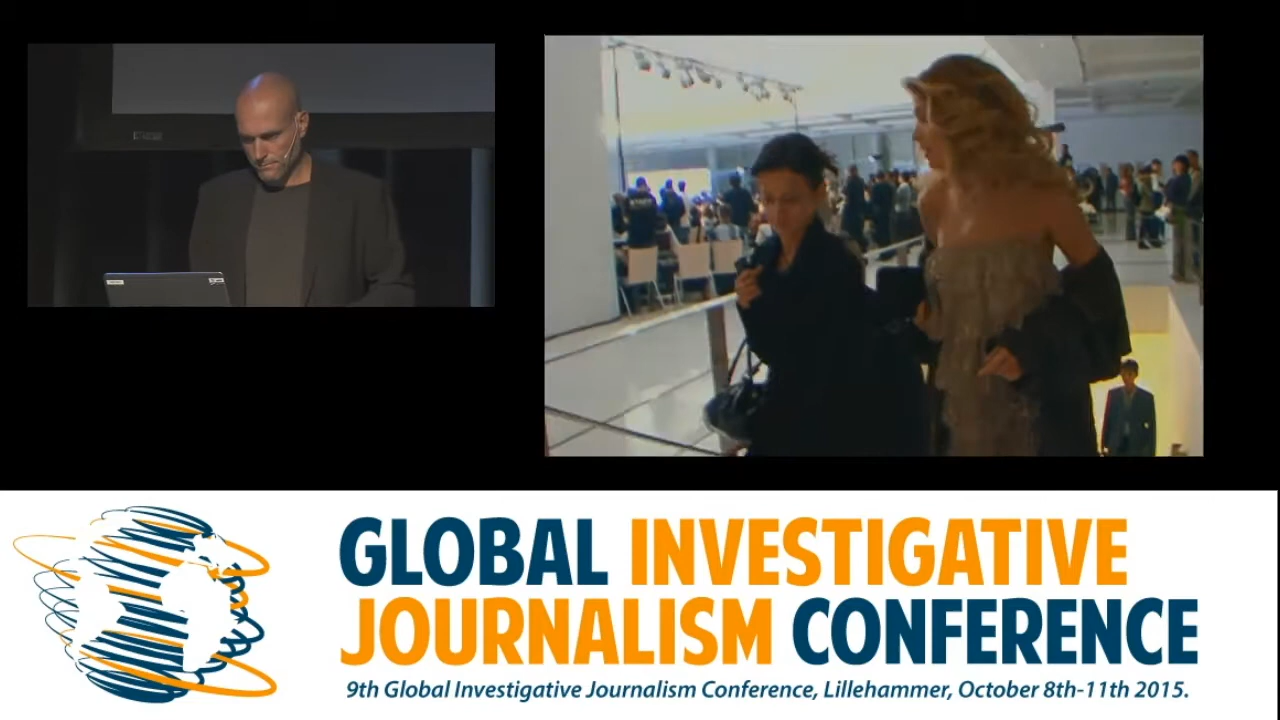 GLOBAL INVESTIGATIVE
JOURNALISM CONFERENCE
9th Global Investigative Journalism Conference, Lillehammer, October 8th-11th 2015.